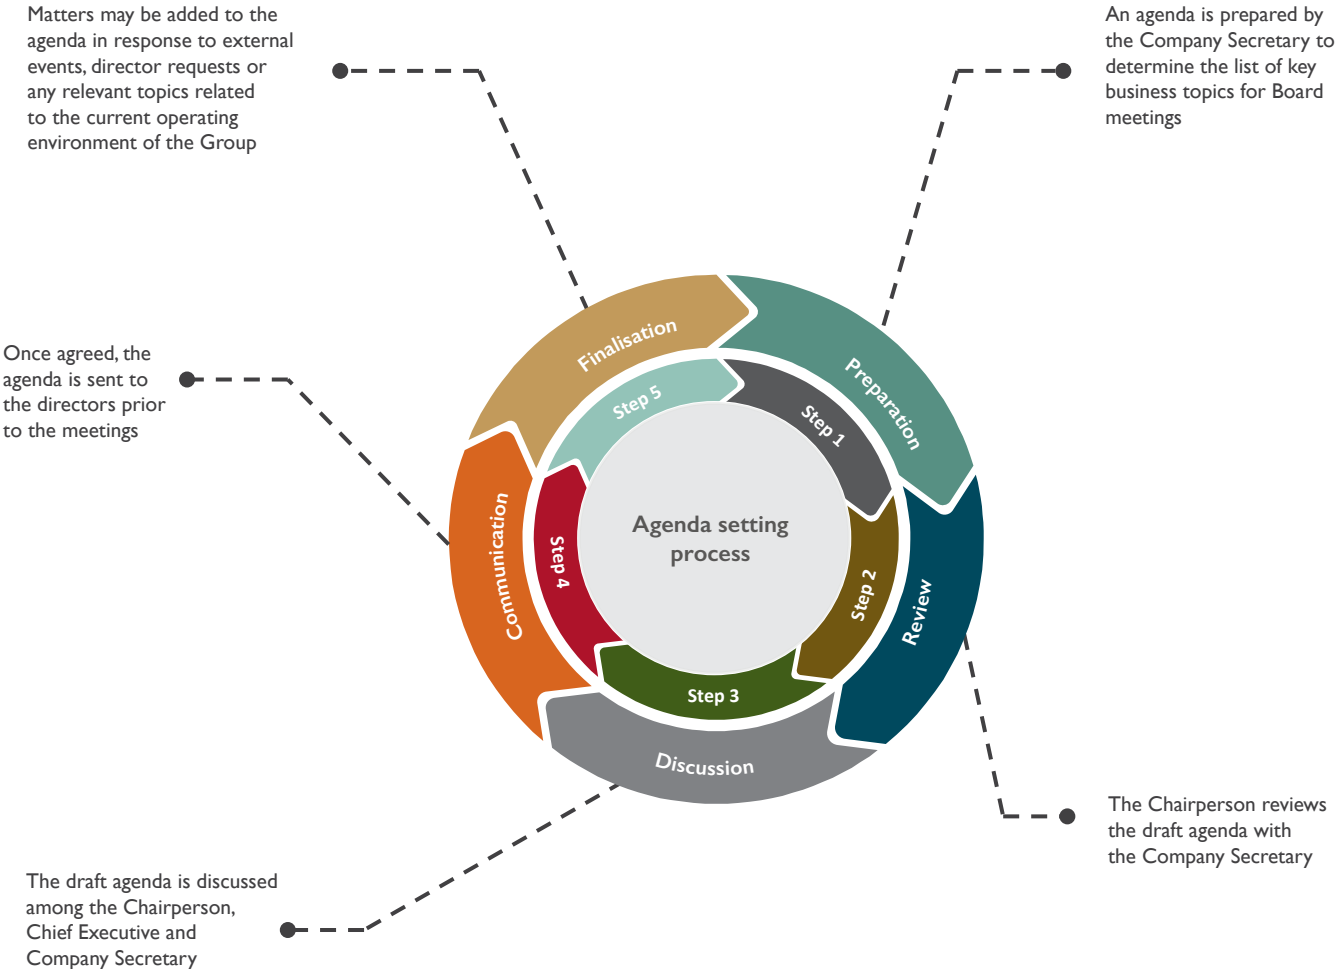 Matters may be added to the
agenda in response to external
events, director requests or
any relevant topics related
to the current operating
environment of the Group
An agenda is prepared by
the Company Secretary to
determine the list of key
business topics for Board
meetings
Once agreed, the
agenda is sent to
the directors prior
to the meetings
Finalisation
Preparation
Step 5
Step 1
Agenda setting
process
Communication
Step 4
Step 2
Review
Step 3
Discussion
The Chairperson reviews
the draft agenda with
the Company Secretary
The draft agenda is discussed
among the Chairperson,
Chief Executive and
Company Secretary